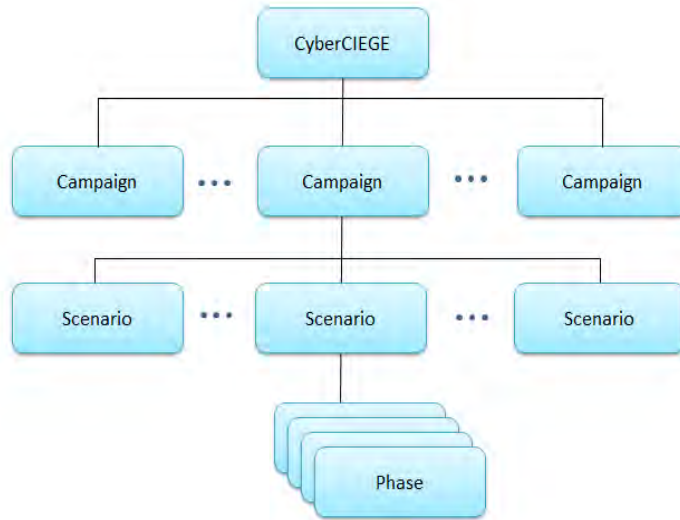 CyberCIEGE
Campaign
Campaign
Campaign
Scenario
Scenario
Scenario
Phase